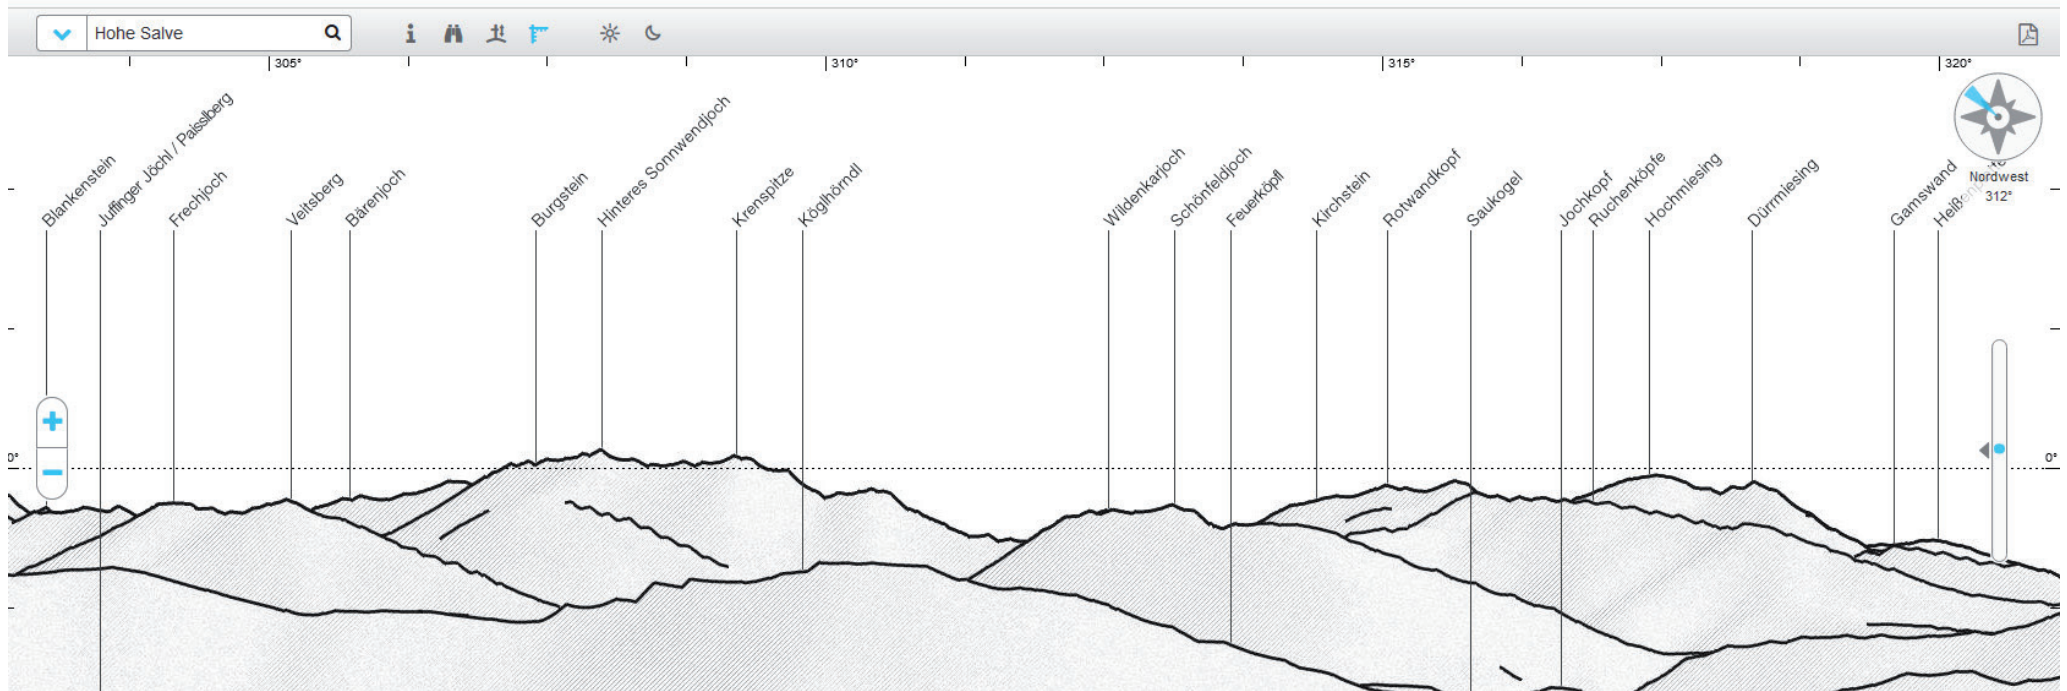 Hohe Salve
305°
310°
315°
320°
Blankenstein
Juffinger Jöchl / Paisslberg
Frechjoch
Veitsberg
Bärenjoch
Burgstein
Hinteres Sonnwendjoch
Krenspitze
Köglhörndl
Wildenkarjoch
Schönfeldjoch
Feuerköpfl
Kirchstein
Rotwandkopf
Saukogel
Jochkopf
Ruchenköpfe
Hochmiesing
Dürrmiesing
Gamswand
Nordwest
312°
0°
0°